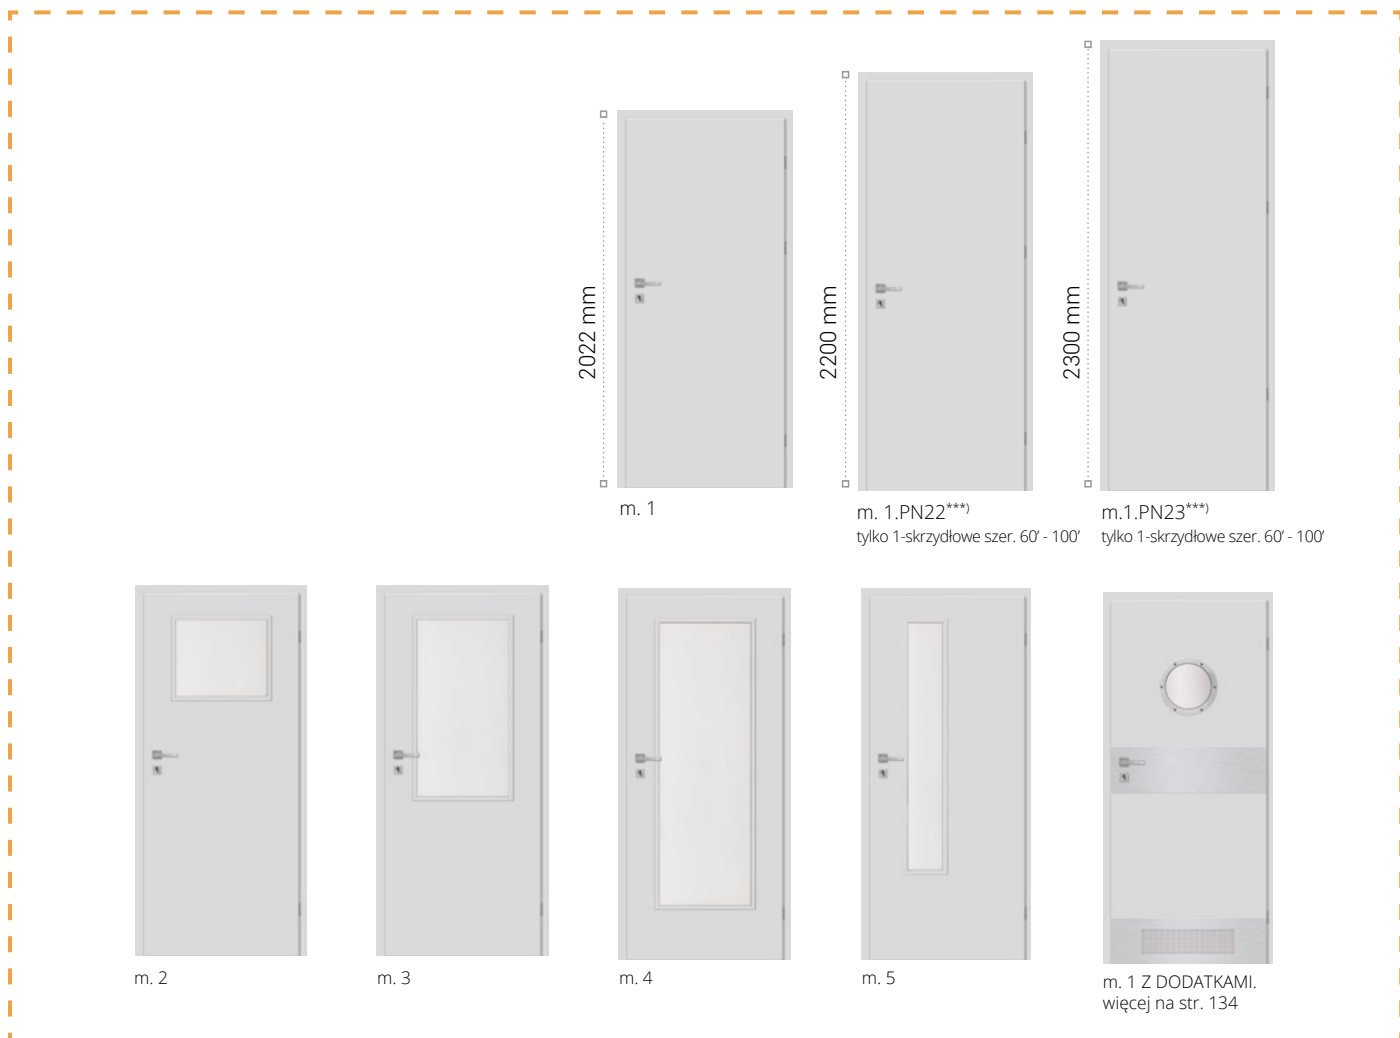 2022 mm
2200 mm
2300 mm
m. 1
m. 1.PN22***)
tylko 1-skrzydłowe szer. 60’ - 100’
m.1.PN23***)
tylko 1-skrzydłowe szer. 60’ - 100’
m. 2
m. 3
m. 4
m. 5
m. 1 Z DODATKAMI.
więcej na str. 134